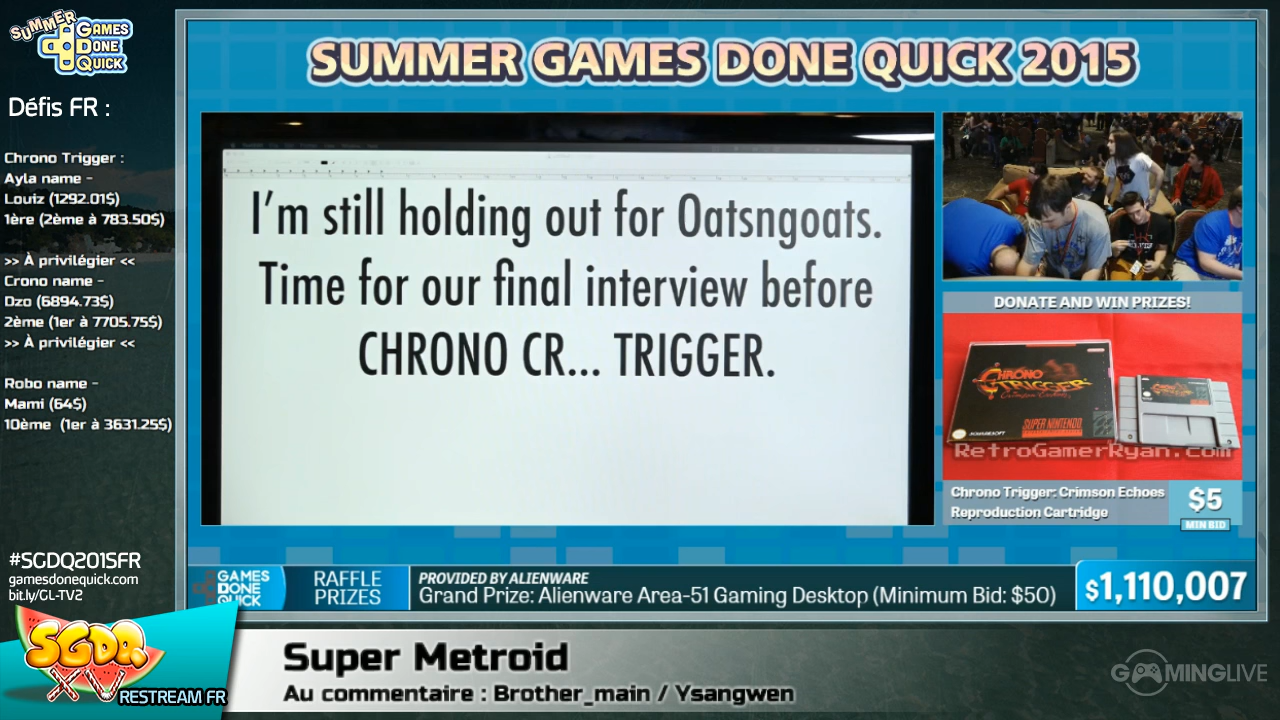 SUMMER
GAMES
DONE
QUICK
Défis FR :
Chrono Trigger :
Ayla name -
Louiz (1292.01$)
1ère (2ème à 783.50$)
>> À privilégier <<
Crono name -
Dzo (6894.73$)
2ème (1er à 7705.75$)
>> À privilégier <<
Robo name -
Mami (64$)
10ème (1er à 3631.25$)
#SGDQ2015FR
gamesdonequick.com
bit.ly/GL-TV2
SGDQ
XV
RESTREAM FR
SUMMER GAMES DONE QUICK 2015
I'm still holding out for Oatsngoats.
Time for our final interview before
CHRONO CR... TRIGGER.
DONATE AND WIN PRIZES!
CHRONO
TRIGGER
Crimson Echoes
SUPER NINTENDO
SQUARESOFT
RetroGamerRyan.com
Chrono Trigger: Crimson Echoes
Reproduction Cartridge
$5
MIN BID
GAMES
DONE
QUICK
RAFFLE
PRIZES
PROVIDED BY ALIENWARE
Grand Prize: Alienware Area-51 Gaming Desktop (Minimum Bid: $50)
$1,110,007
Super Metroid
Au commentaire : Brother_main / Ysangwen
GAMINGLIVE